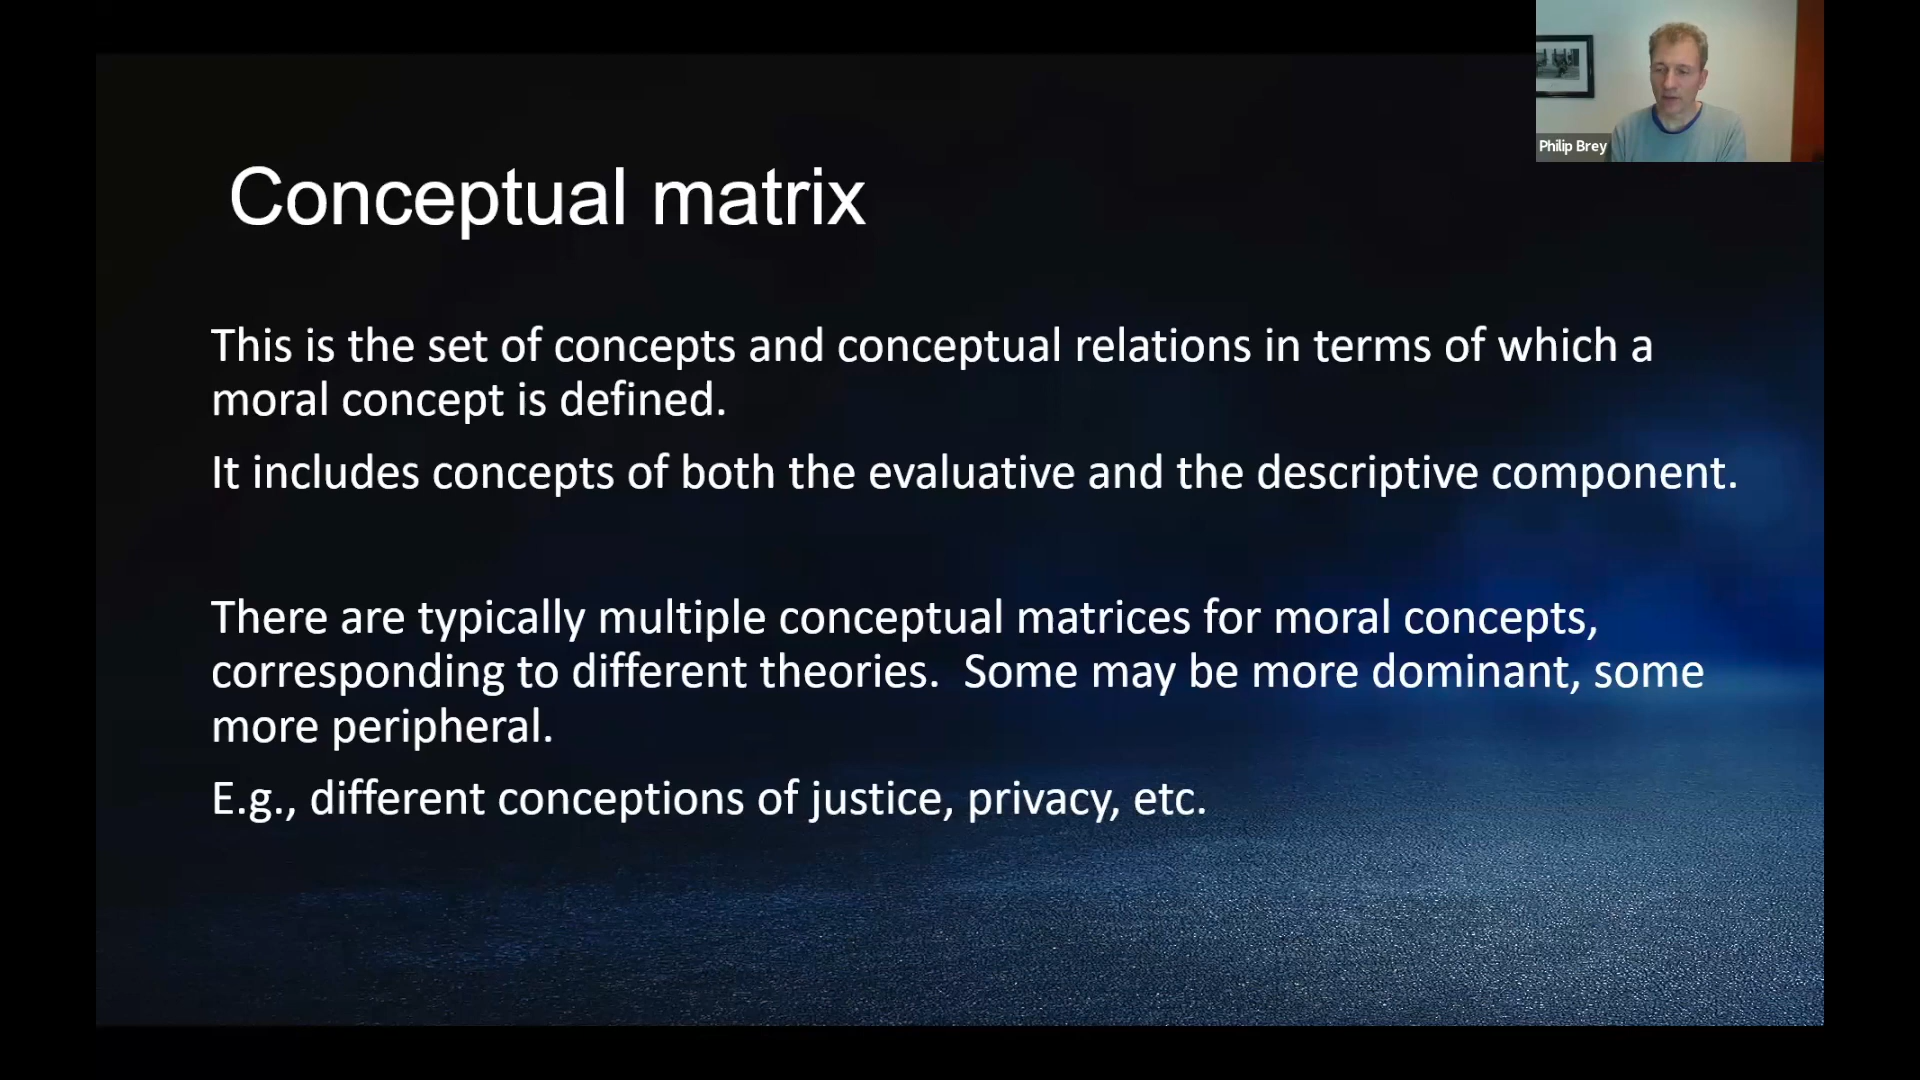 Philip Brey
Conceptual matrix
This is the set of concepts and conceptual relations in terms of which a
moral concept is defined.
It includes concepts of both the evaluative and the descriptive component.
There are typically multiple conceptual matrices for moral concepts,
corresponding to different theories.  Some may be more dominant, some
more peripheral.
E.g., different conceptions of justice, privacy, etc.